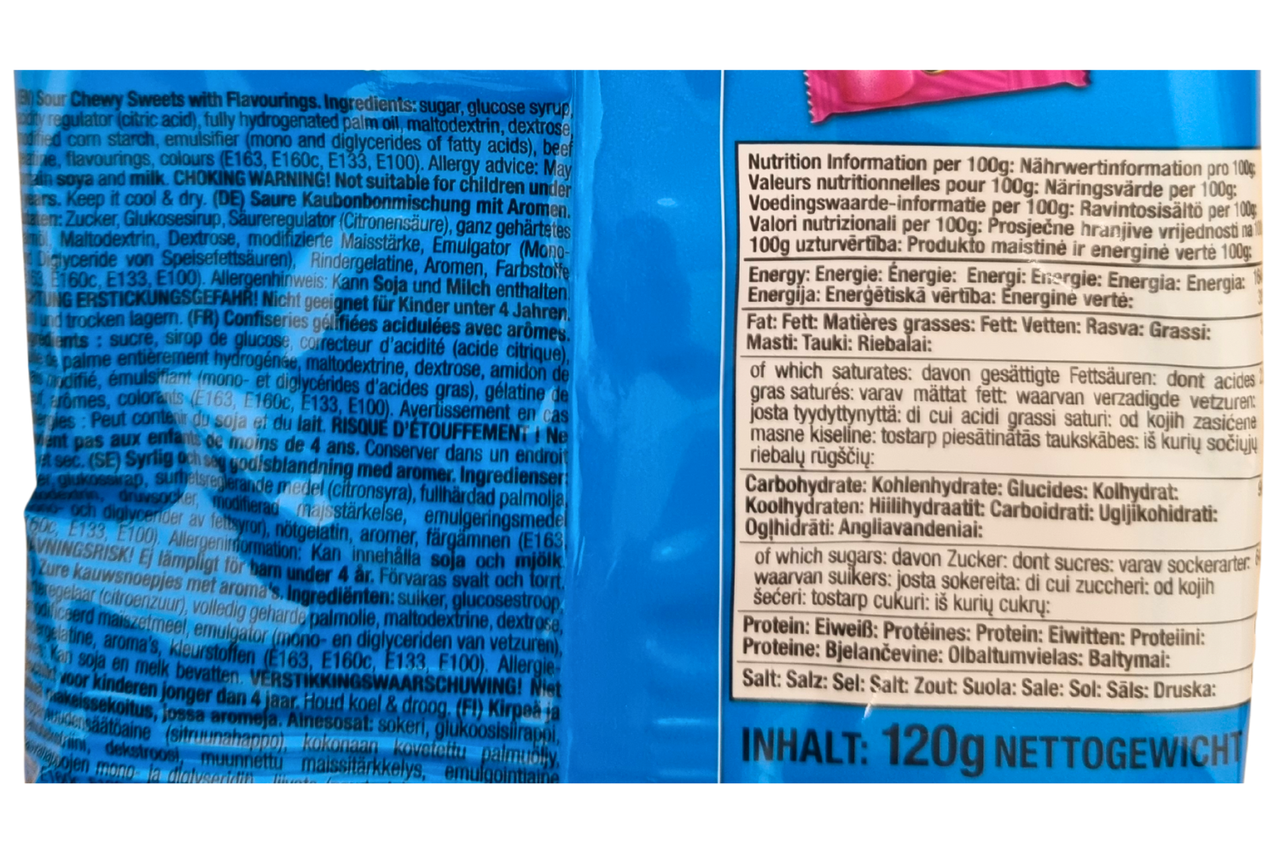 Sour Chewy Sweets with Flavourings. Ingredients: sugar, glucose syrup,
regulator (citric acid), fully hydrogenated palm oil, maltodextrin, dextrose,
corn starch, emulsifier (mono and diglycerides of fatty acids), beef
flavourings, colours (E163, E160c, E133, E100). Allergy advice: May
soya and milk. CHOKING WARNING! Not suitable for children under
Keep it cool & dry. (DE) Saure Kaubonbonmischung mit Aromen.
Zucker, Glukosesirup, Säureregulator (Citronensäure), ganz gehärtetes
Maltodextrin, Dextrose, modifizierte Maisstärke, Emulgator (Mono-
Diglyceride von Speisefettsäuren), Rindergelatine, Aromen, Farbstoffe
E160c, E133, E100). Allergenhinweis: Kann Soja und Milch enthalten.
ERSTICKUNGSGEFAHR! Nicht geeignet für Kinder unter 4 Jahren.
und trocken lagern. (FR) Confiseries gélifiées acidulées avec arômes.
: sucre, sirop de glucose, correcteur d'acidité (acide citrique),
de palme entièrement hydrogénée, maltodextrine, dextrose, amidon de
modifié, émulsifiant (mono- et diglycérides d'acides gras), gélatine de
arômes, colorants (E163, E160c, E133, E100). Avertissement en cas
: Peut contenir du soja et du lait. RISQUE D'ÉTOUFFEMENT ! Ne
pas aux enfants de moins de 4 ans. Conserver dans un endroit
et sec. (SE) Syrlig och seg godisblandning med aromer. Ingredienser:
glukossirap, surhetsreglerande medel (citronsyra), fullhärdad palmolja,
druvsocker, modifierad majsstärkelse, emulgeringsmedel
och diglycerider av fettsyror), nötgelatin, aromer, färgämnen (E163,
E133, E100). Allergeninformation: Kan innehålla soja och mjölk.
Ej lämpligt för barn under 4 år. Förvaras svalt och torrt.
Zure kauwsnoepjes met aroma's. Ingrediënten: suiker, glucosestroop,
(citroenzuur), volledig geharde palmolie, maltodextrine, dextrose,
maïszetmeel, emulgator (mono- en diglyceriden van vetzuren),
aroma's, kleurstoffen (E163, E160c, E133, E100). Allergie-
Kan soja en melk bevatten. VERSTIKKINGSWAARSCHUWING! Niet
voor kinderen jonger dan 4 jaar. Houd koel & droog. (FI) Kirpeä ja
jossa aromeja. Ainesosat: sokeri, glukoosisiirappi,
(sitruunahappo), kokonaan kovetettu palmuöljy,
dekstroosi, muunnettu maissitärkkelys, emulgointiaine
mono- ja diglyseridit
Nutrition Information per 100g: Nährwertinformation pro 100g:
Valeurs nutritionnelles pour 100g: Näringsvärde per 100g:
Voedingswaarde-informatie per 100g: Ravintosisältö per 100g:
Valori nutrizionali per 100g: Prosječne hranjive vrijednosti na
100g uzturvērtība: Produkto maistinė ir energinė vertė 100g:
Energy: Energie: Énergie: Energi: Energie: Energia: Energia:
Energija: Enerģētiskā vērtība: Energinė vertė:
Fat: Fett: Matières grasses: Fett: Vetten: Rasva: Grassi:
Masti: Tauki: Riebalai:
of which saturates: davon gesättigte Fettsäuren: dont acides
gras saturés: varav mättat fett: waarvan verzadigde vetzuren:
josta tyydyttynyttä: di cui acidi grassi saturi: od kojih zasićene
masne kiseline: tostarp piesātinātās taukskābes: iš kurių sočiųjų
riebalų rūgščių:
Carbohydrate: Kohlenhydrate: Glucides: Kolhydrat:
Koolhydraten: Hiilihydraatit: Carboidrati: Ugljikohidrati:
Ogļhidrāti: Angliavandeniai:
of which sugars: davon Zucker: dont sucres: varav sockerarter:
waarvan suikers: josta sokereita: di cui zuccheri: od kojih
šećeri: tostarp cukuri: iš kurių cukrų:
Protein: Eiweiß: Protéines: Protein: Eiwitten: Proteiini:
Proteine: Bjelančevine: Olbaltumvielas: Baltymai:
Salt: Salz: Sel: Salt: Zout: Suola: Sale: Sol: Sāls: Druska:
INHALT: 120g NETTOGEWICHT